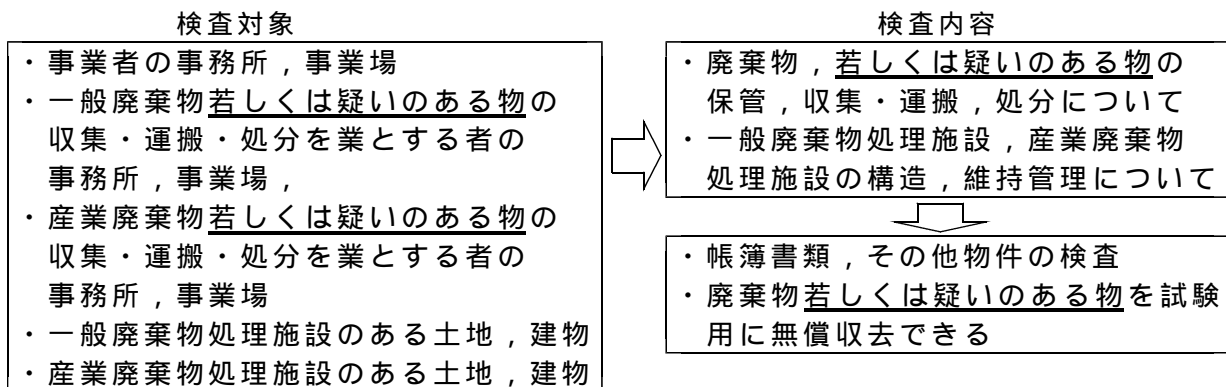 検査対象
・事業者の事務所，事業場
・一般廃棄物若しくは疑いのある物の
収集・運搬・処分を業とする者の
事務所，事業場，
・産業廃棄物若しくは疑いのある物の
収集・運搬・処分を業とする者の
事務所，事業場
・一般廃棄物処理施設のある土地，建物
・産業廃棄物処理施設のある土地，建物
検査内容
・廃棄物，若しくは疑いのある物の
保管，収集・運搬，処分について
・一般廃棄物処理施設，産業廃棄物
処理施設の構造，維持管理について
・帳簿書類，その他物件の検査
・廃棄物若しくは疑いのある物を試験
用に無償収去できる